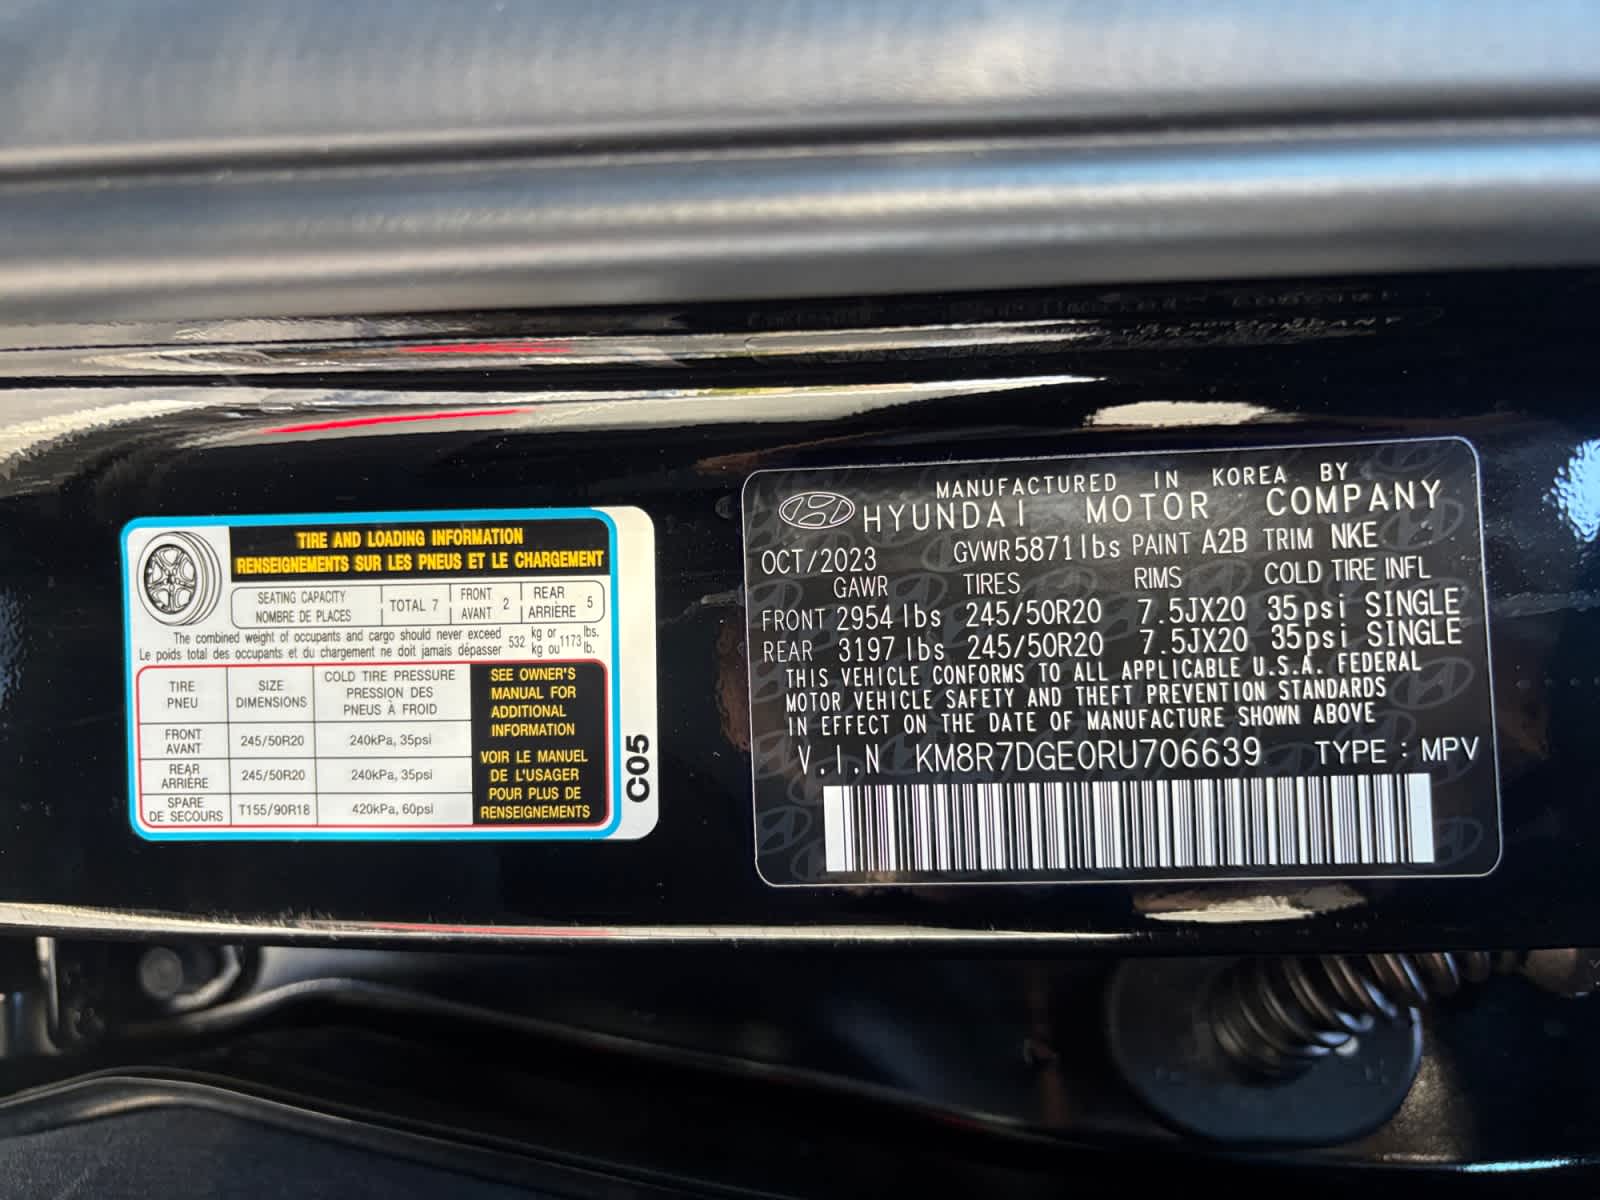 TIRE AND LOADING INFORMATION
RENSEIGNEMENTS SUR LES PNEUS ET LE CHARGEMENT
SEATING CAPACITY
NOMBRE DE PLACES
TOTAL 7
FRONT
AVANT 2
REAR
ARRIÈRE 5
The combined weight of occupants and cargo should never exceed 532 kg or 1173 lbs.
Le poids total des occupants et du chargement ne doit jamais dépasser kg ou lb.
TIRE
PNEU
SIZE
DIMENSIONS
COLD TIRE PRESSURE
PRESSION DES
PNEUS À FROID
FRONT
AVANT
245/50R20
240kPa, 35psi
REAR
ARRIÈRE
245/50R20
240kPa, 35psi
SPARE
DE SECOURS
T155/90R18
420kPa, 60psi
SEE OWNER'S
MANUAL FOR
ADDITIONAL
INFORMATION
VOIR LE MANUEL
DE L'USAGER
POUR PLUS DE
RENSEIGNEMENTS
C05
MANUFACTURED IN KOREA BY
HYUNDAI MOTOR COMPANY
OCT/2023 GVWR 5871lbs PAINT A2B TRIM NKE
GAWR TIRES RIMS COLD TIRE INFL
FRONT 2954 lbs 245/50R20 7.5JX20 35psi SINGLE
REAR 3197 lbs 245/50R20 7.5JX20 35psi SINGLE
THIS VEHICLE CONFORMS TO ALL APPLICABLE U.S.A. FEDERAL
MOTOR VEHICLE SAFETY AND THEFT PREVENTION STANDARDS
IN EFFECT ON THE DATE OF MANUFACTURE SHOWN ABOVE
V.I.N KM8R7DGE0RU706639 TYPE : MPV